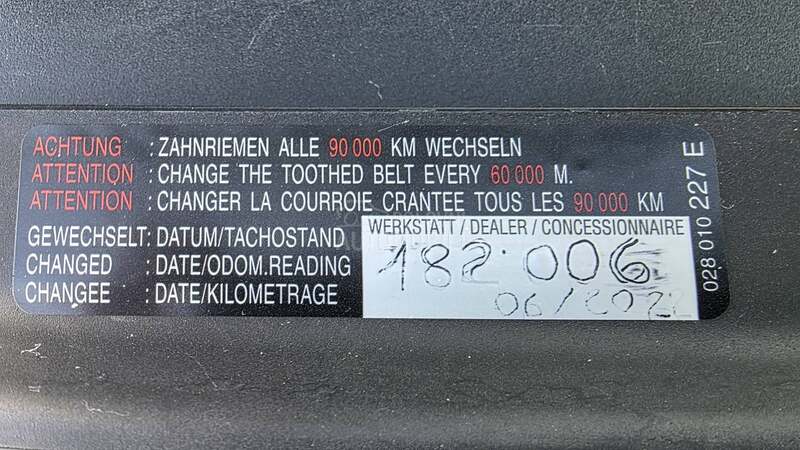 ACHTUNG : ZAHNRIEMEN ALLE 90 000 KM WECHSELN
ATTENTION : CHANGE THE TOOTHED BELT EVERY 60 000 M.
ATTENTION : CHANGER LA COURROIE CRANTEE TOUS LES 90 000 KM
GEWECHSELT: DATUM/TACHOSTAND
CHANGED : DATE/ODOM.READING
CHANGEE : DATE/KILOMETRAGE
WERKSTATT / DEALER / CONCESSIONNAIRE
182.006
06/2022
028 010 227 E